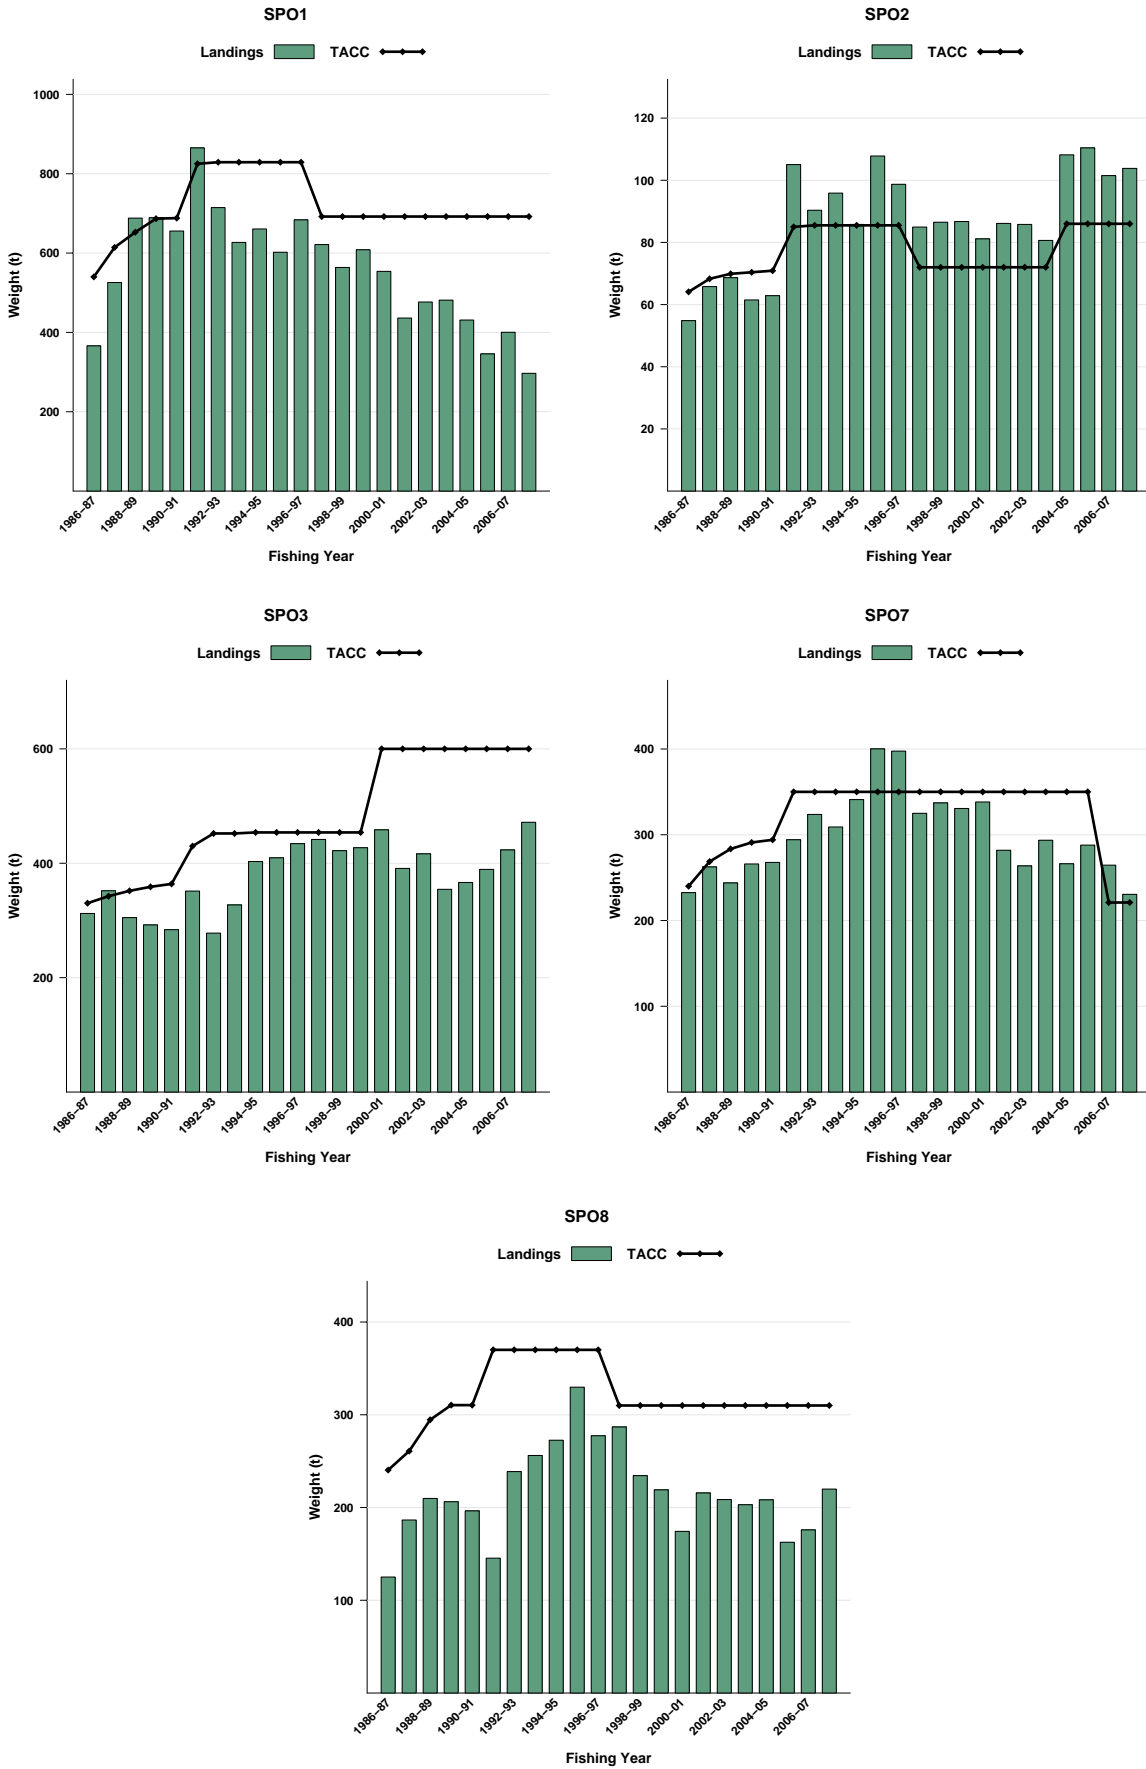 SPO1
Landings TACC
1000
800
600
400
200
Weight (t)
1986–87 1988–89 1990–91 1992–93 1994–95 1996–97 1998–99 2000–01 2002–03 2004–05 2006–07
Fishing Year
SPO2
Landings TACC
120
100
80
60
40
20
Weight (t)
1986–87 1988–89 1990–91 1992–93 1994–95 1996–97 1998–99 2000–01 2002–03 2004–05 2006–07
Fishing Year
SPO3
Landings TACC
600
400
200
Weight (t)
1986–87 1988–89 1990–91 1992–93 1994–95 1996–97 1998–99 2000–01 2002–03 2004–05 2006–07
Fishing Year
SPO7
Landings TACC
400
300
200
100
Weight (t)
1986–87 1988–89 1990–91 1992–93 1994–95 1996–97 1998–99 2000–01 2002–03 2004–05 2006–07
Fishing Year
SPO8
Landings TACC
400
300
200
100
Weight (t)
1986–87 1988–89 1990–91 1992–93 1994–95 1996–97 1998–99 2000–01 2002–03 2004–05 2006–07
Fishing Year